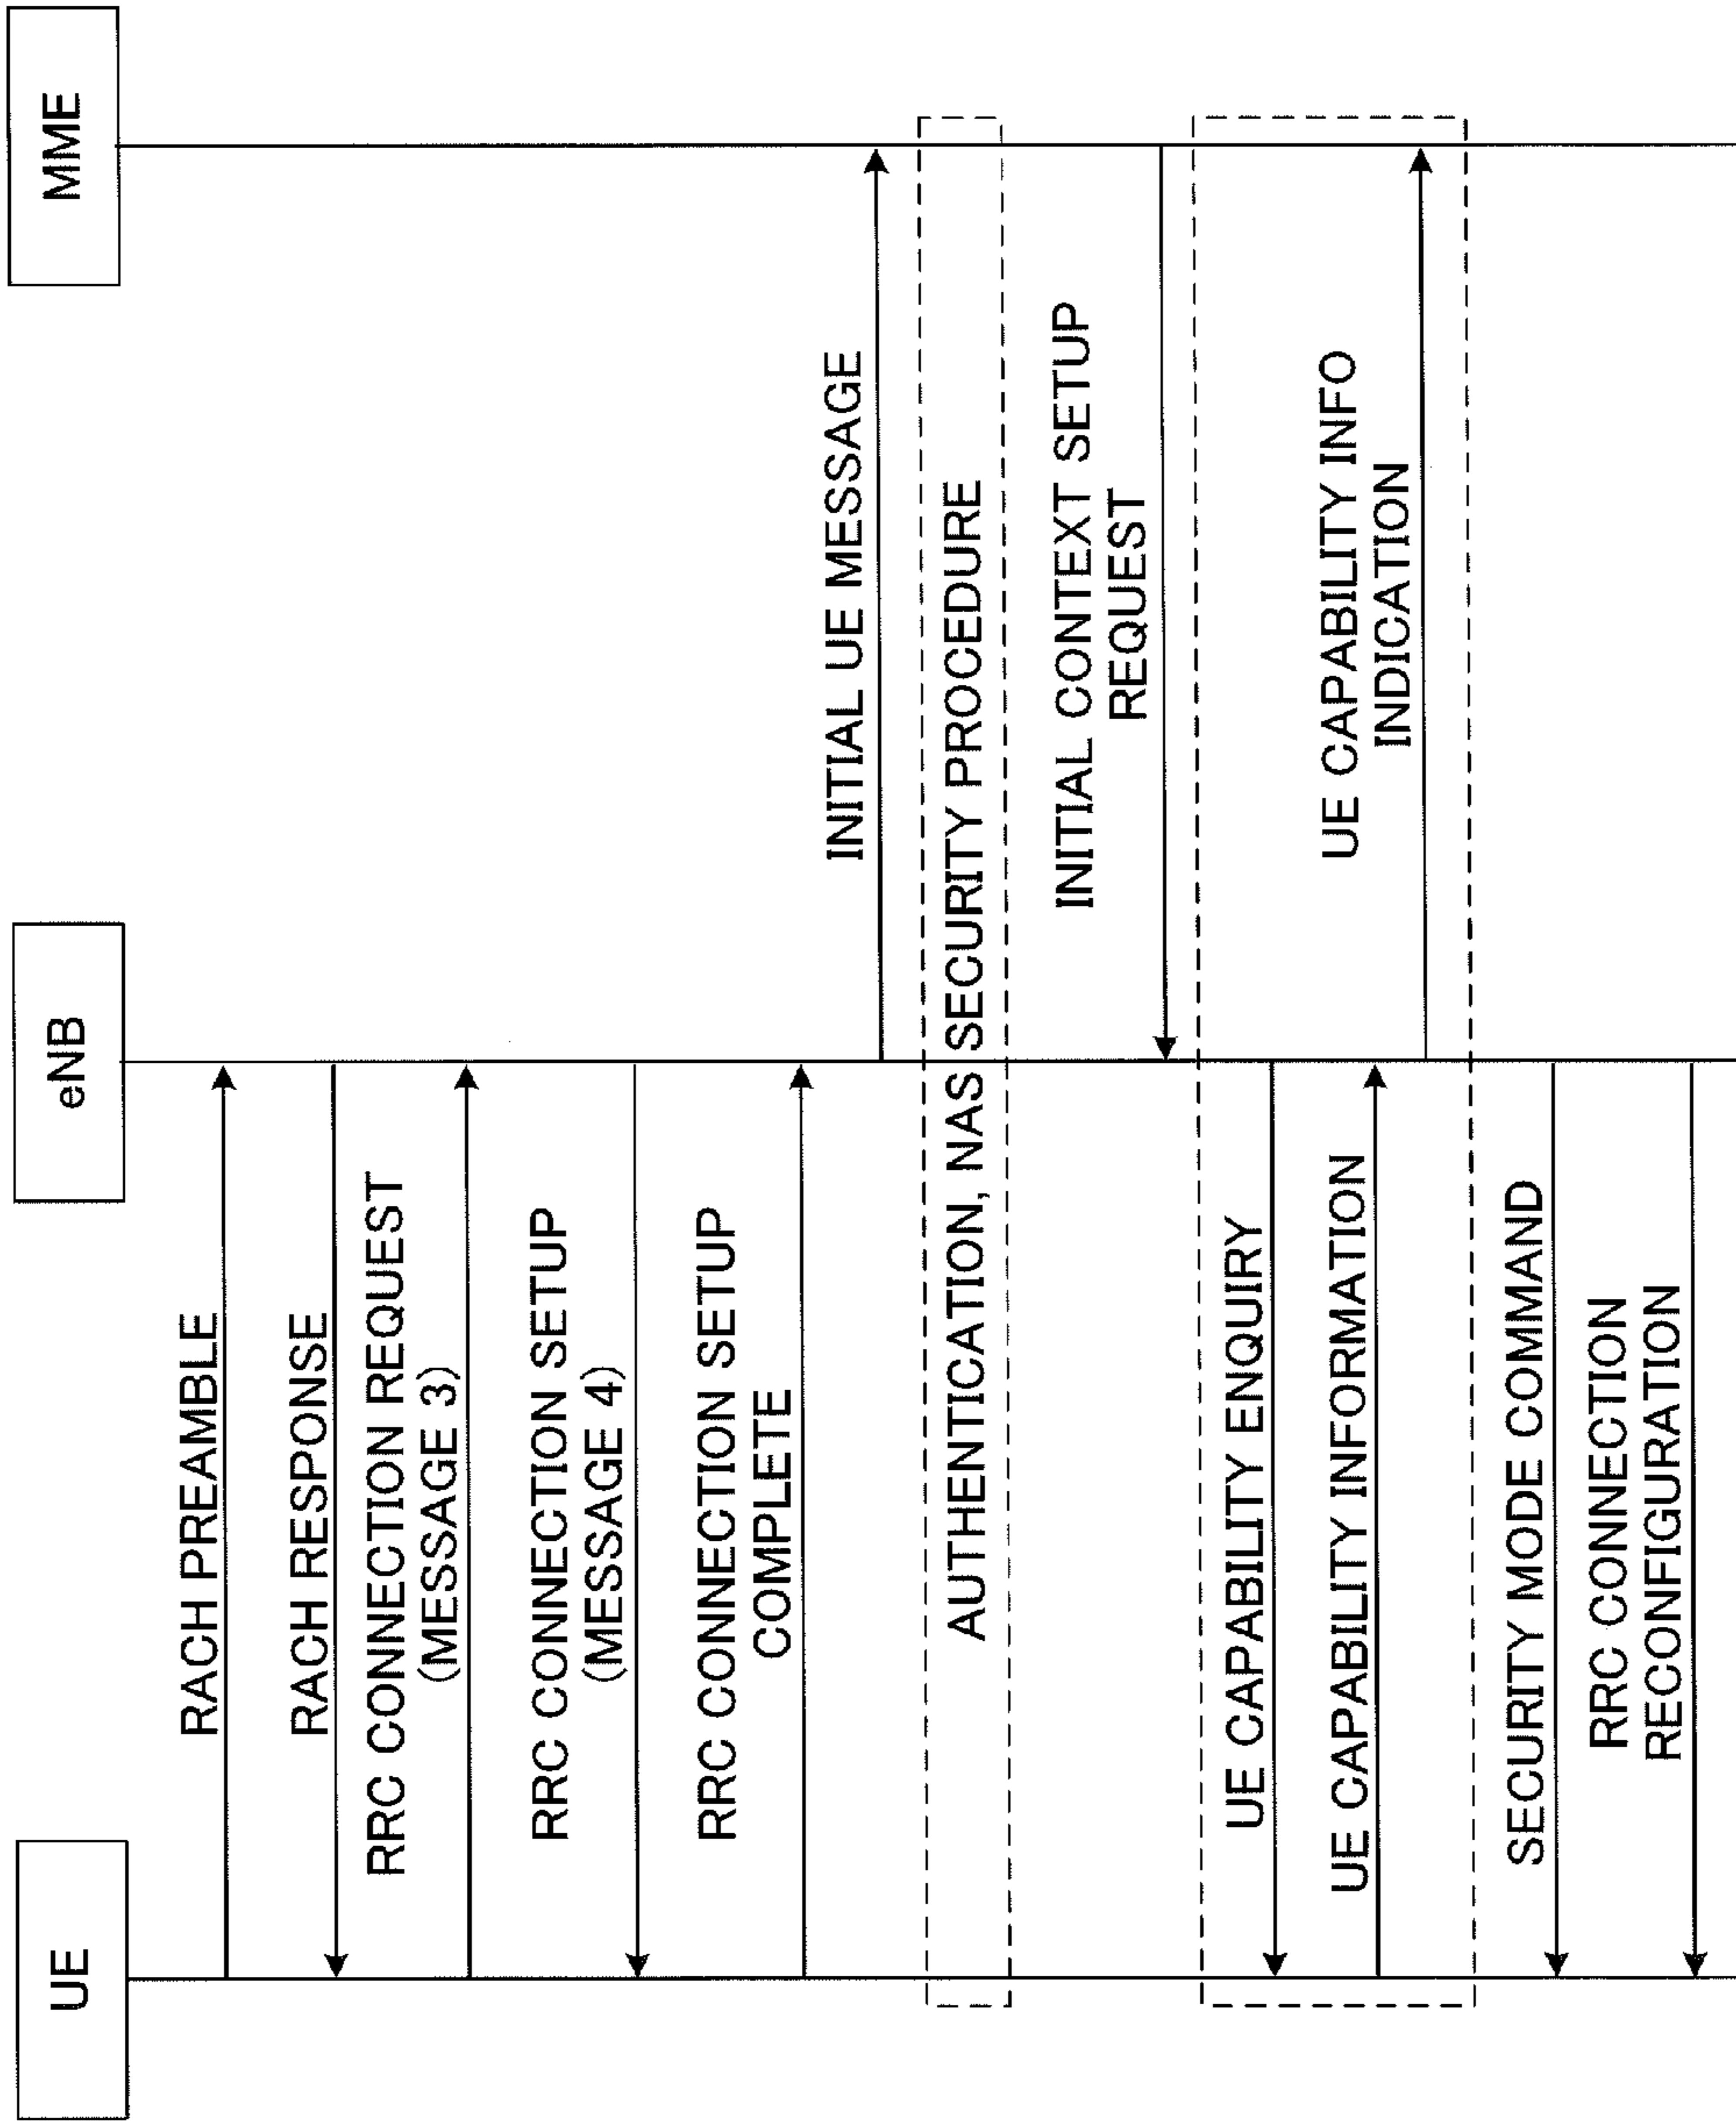 UE
eNB
MME
RACH PREAMBLE
RACH RESPONSE
RRC CONNECTION REQUEST
(MESSAGE 3)
RRC CONNECTION SETUP
(MESSAGE 4)
RRC CONNECTION SETUP
COMPLETE
INITIAL UE MESSAGE
AUTHENTICATION, NAS SECURITY PROCEDURE
INITIAL CONTEXT SETUP
REQUEST
UE CAPABILITY ENQUIRY
UE CAPABILITY INFORMATION
UE CAPABILITY INFO
INDICATION
SECURITY MODE COMMAND
RRC CONNECTION
RECONFIGURATION